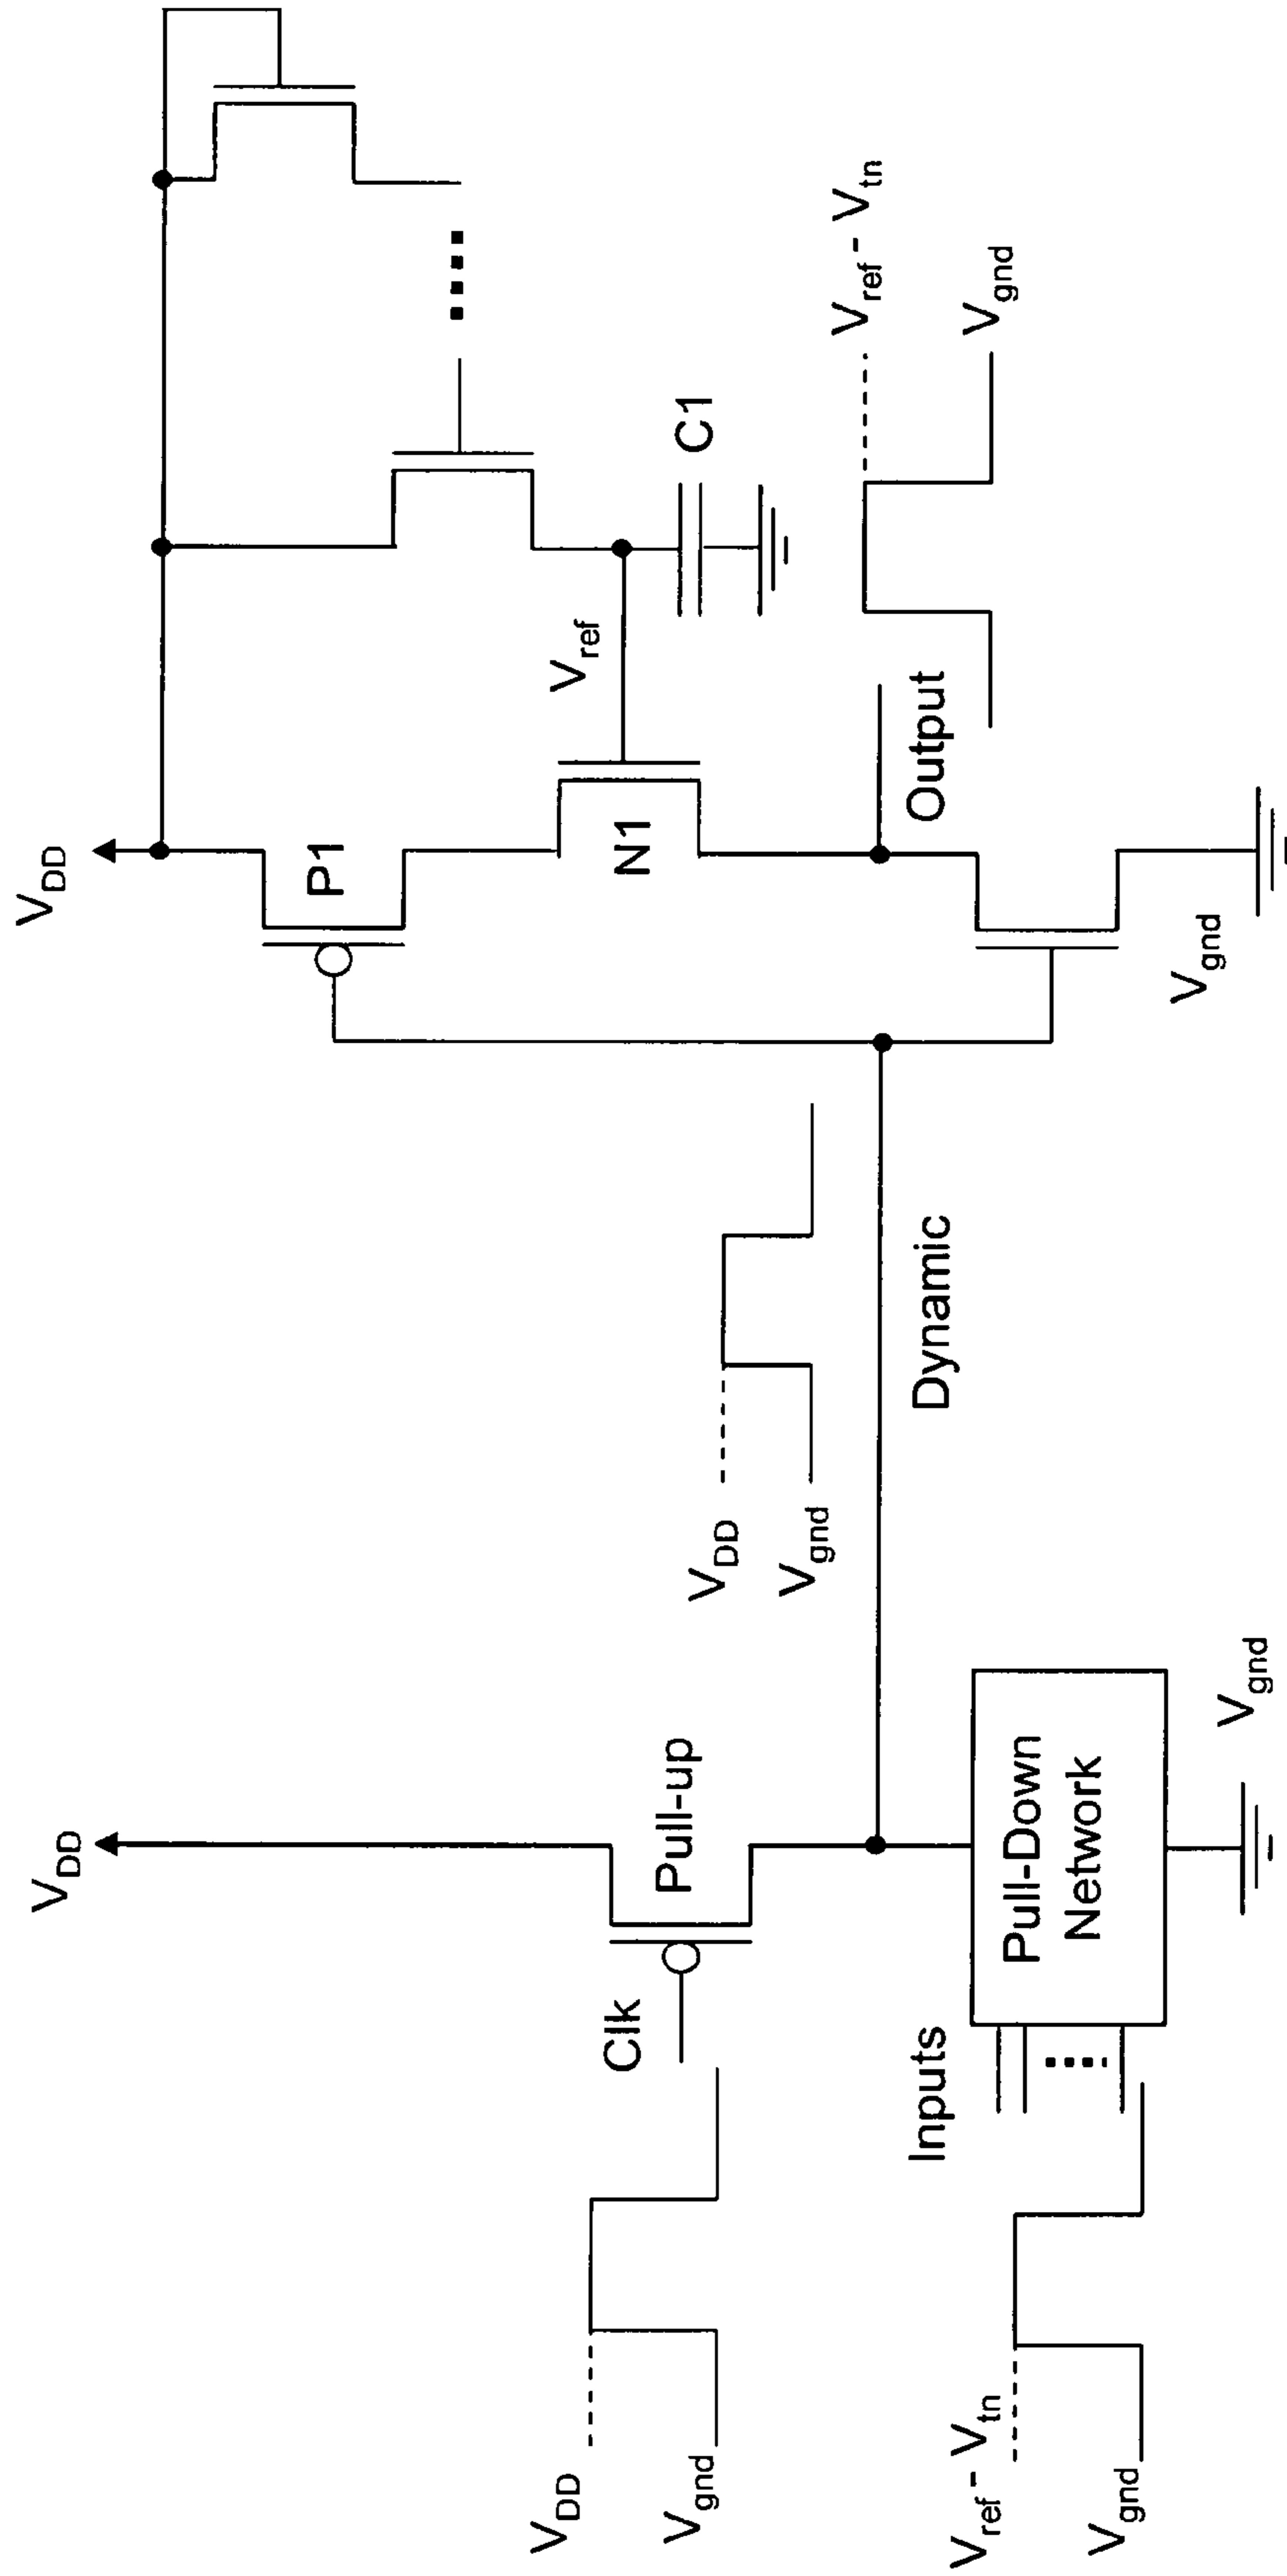 V_DD
V_DD
P1
N1
V_ref
C1
V_ref - V_tn
V_gnd
Output
V_gnd
Dynamic
V_DD
V_gnd
Pull-up
Clk
V_DD
V_gnd
Inputs
Pull-Down
Network
V_gnd
V_ref - V_tn
V_gnd